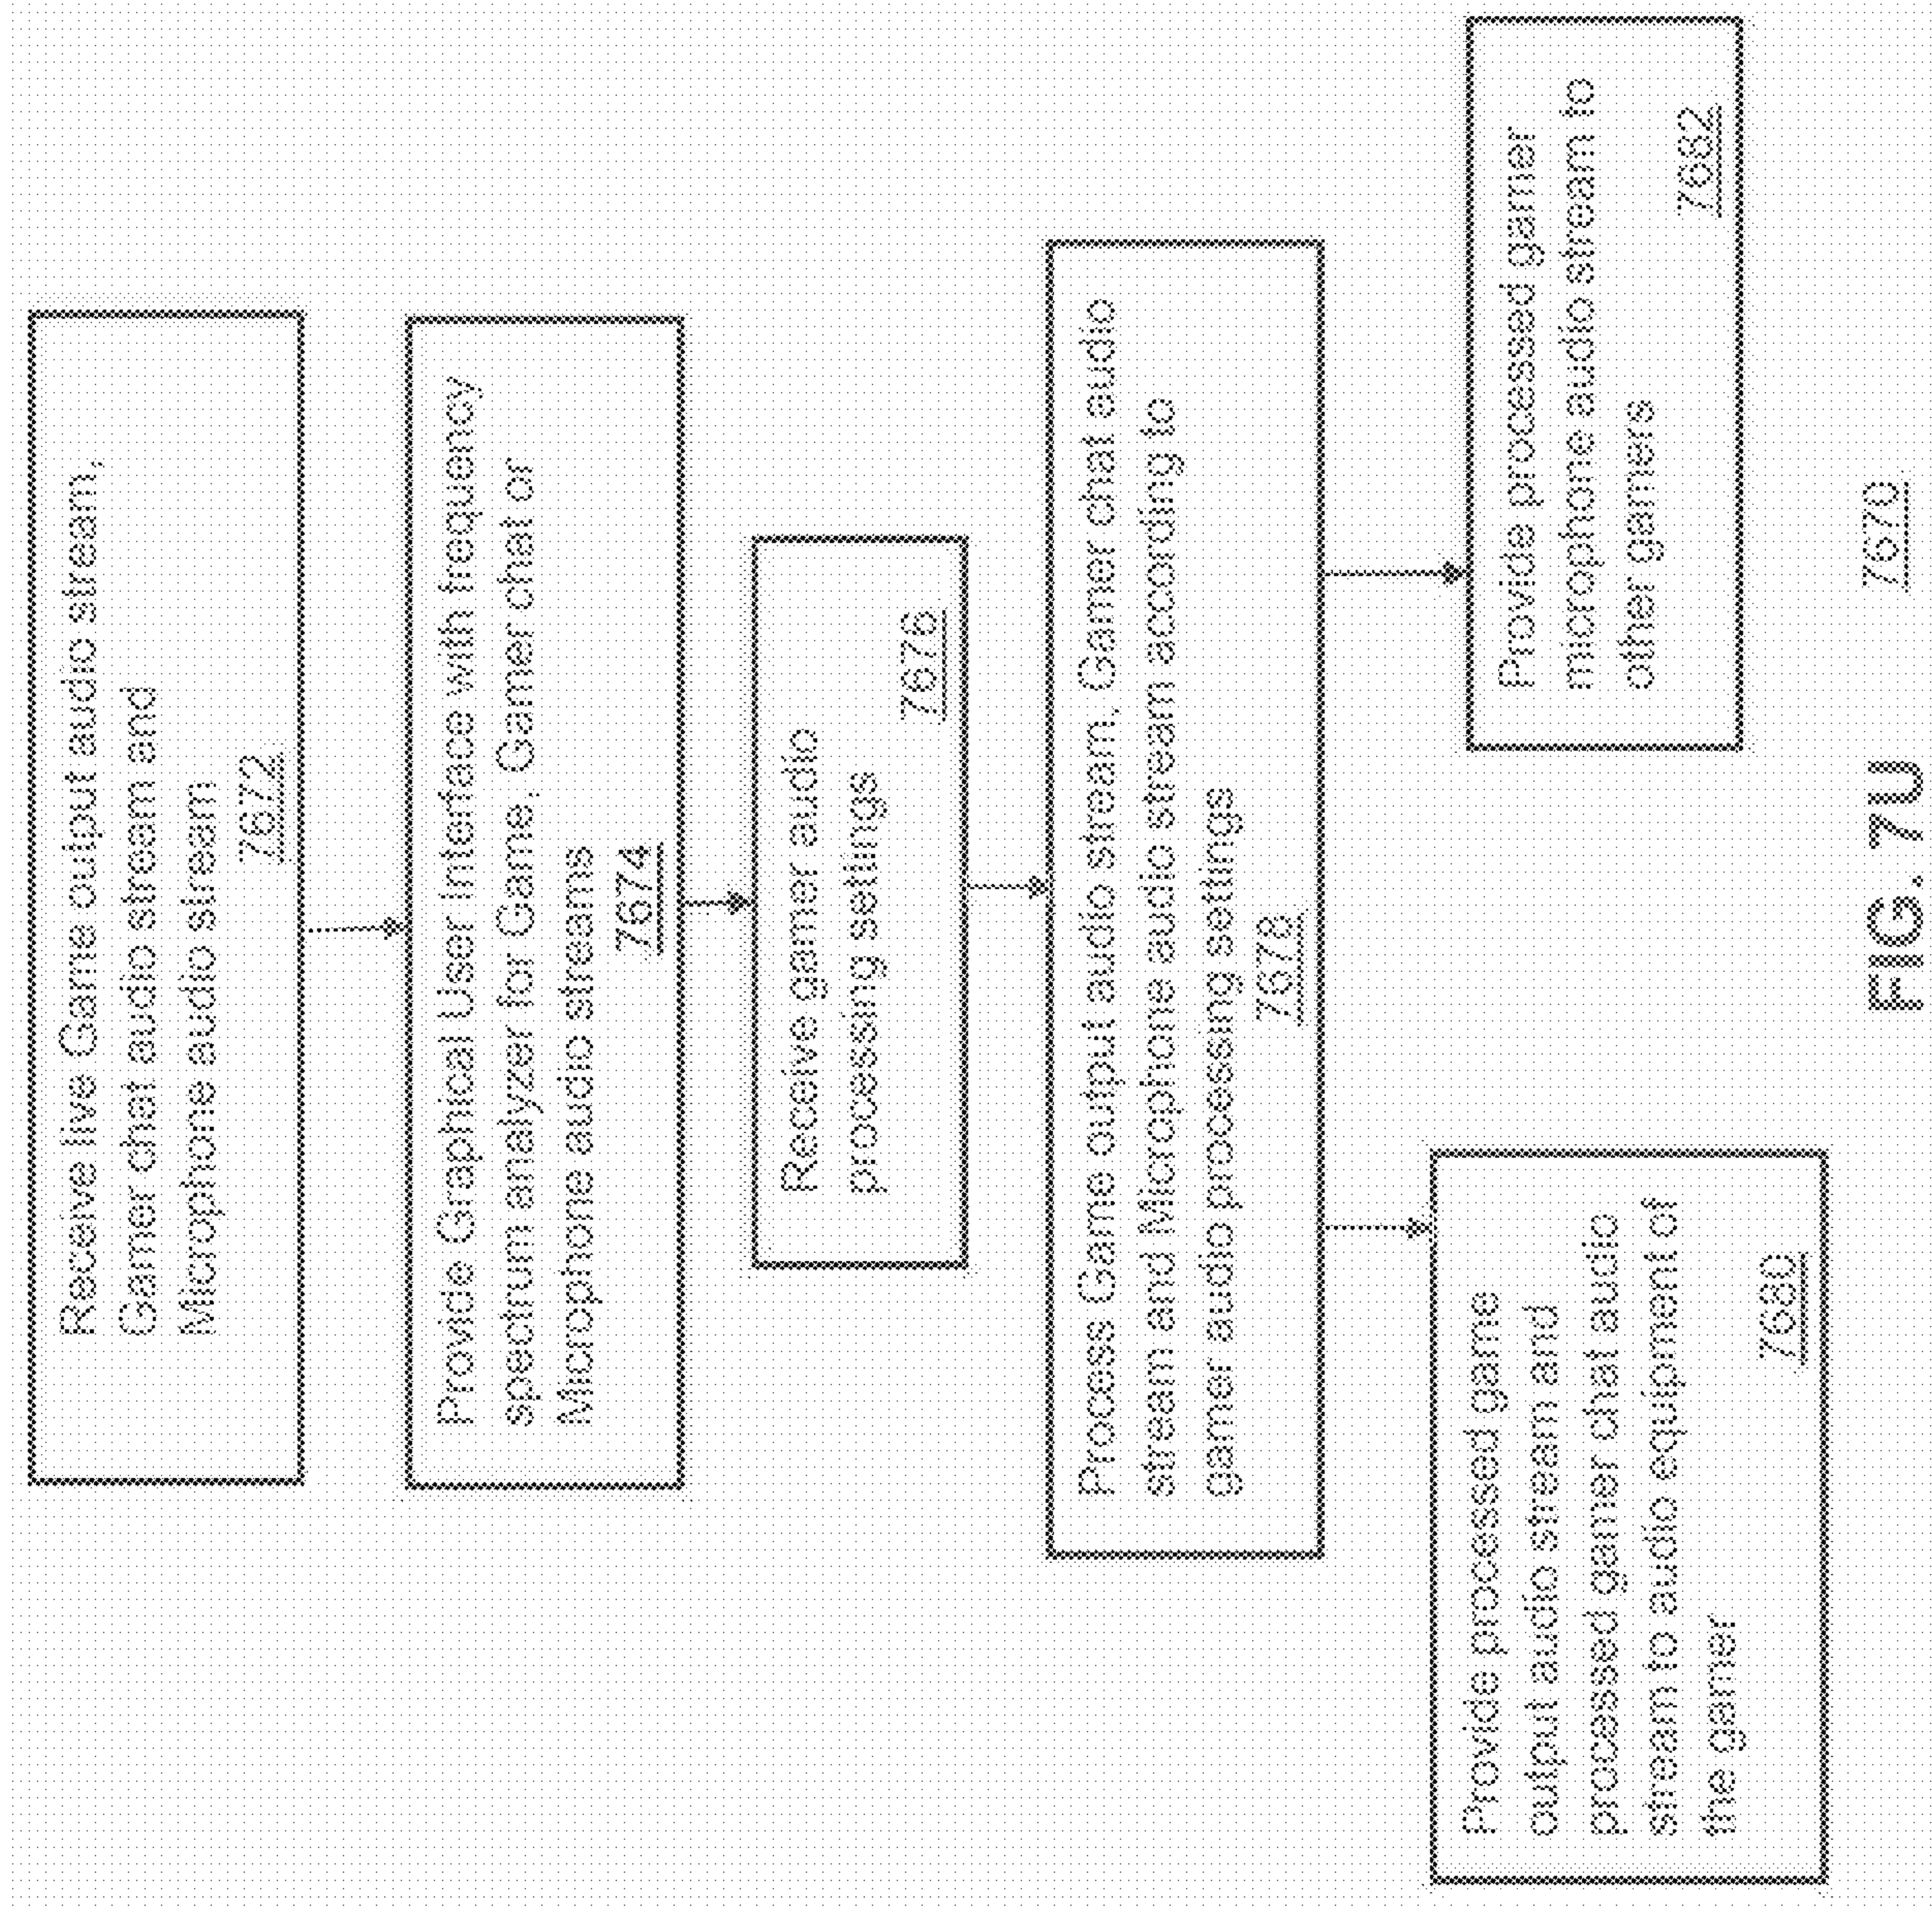 Receive live Game output audio stream,
Gamer chat audio stream and
Microphone audio stream
7672
Provide Graphical User Interface with frequency
spectrum analyzer for Game, Gamer chat or
Microphone audio streams
7674
Receive gamer audio
processing settings
7676
Process Game output audio stream, Gamer chat audio
stream and Microphone audio stream according to
gamer audio processing settings
7678
Provide processed game
output audio stream and
processed gamer chat audio
stream to audio equipment of
the gamer
7680
Provide processed gamer
microphone audio stream to
other gamers
7682
7670
FIG. 7U